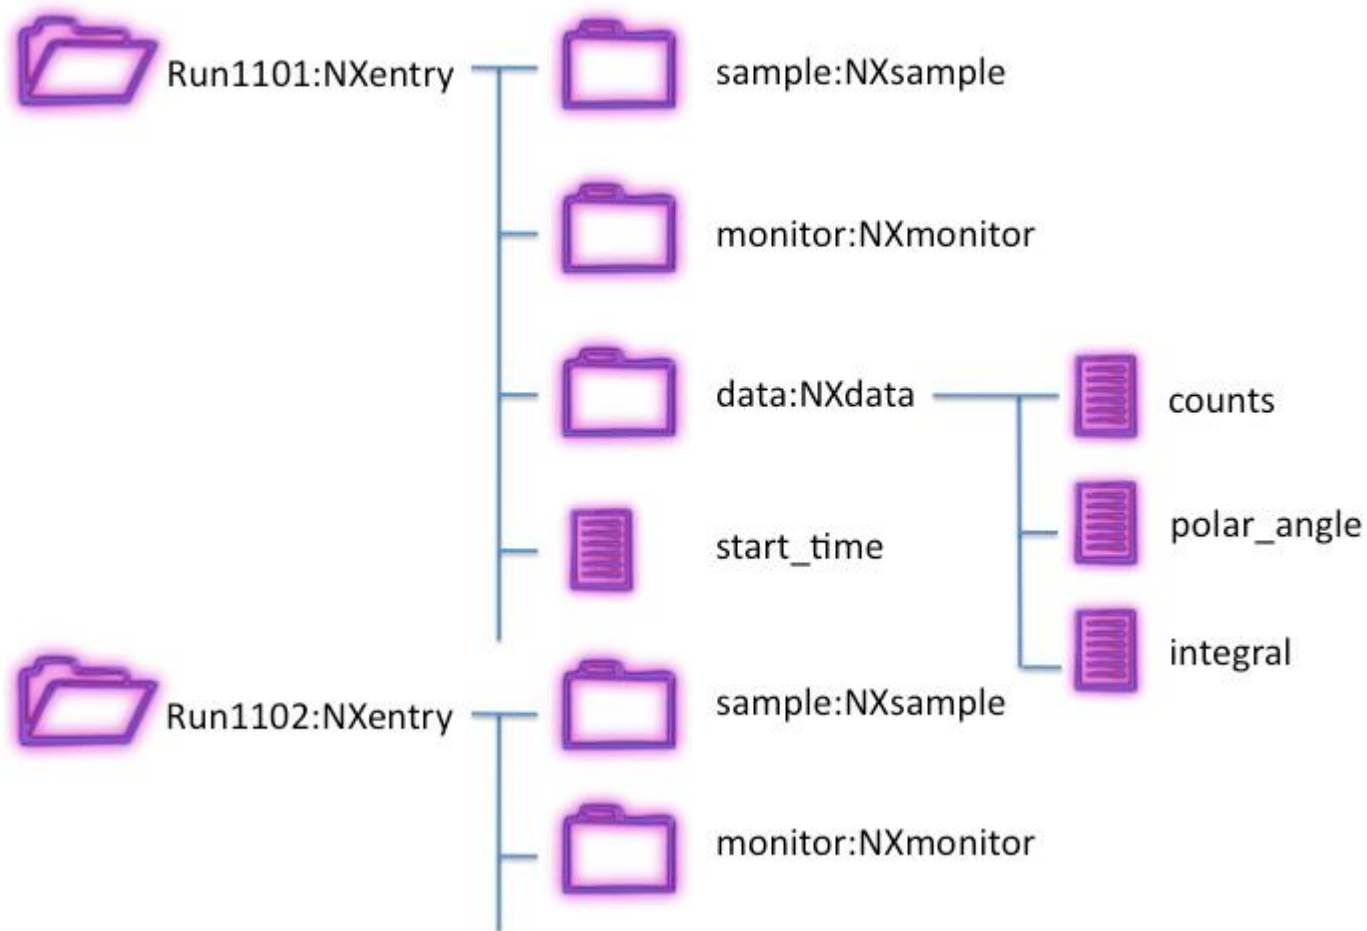 Run1101:NXentry
sample:NXsample
monitor:NXmonitor
data:NXdata
counts
polar_angle
integral
start_time
Run1102:NXentry
sample:NXsample
monitor:NXmonitor